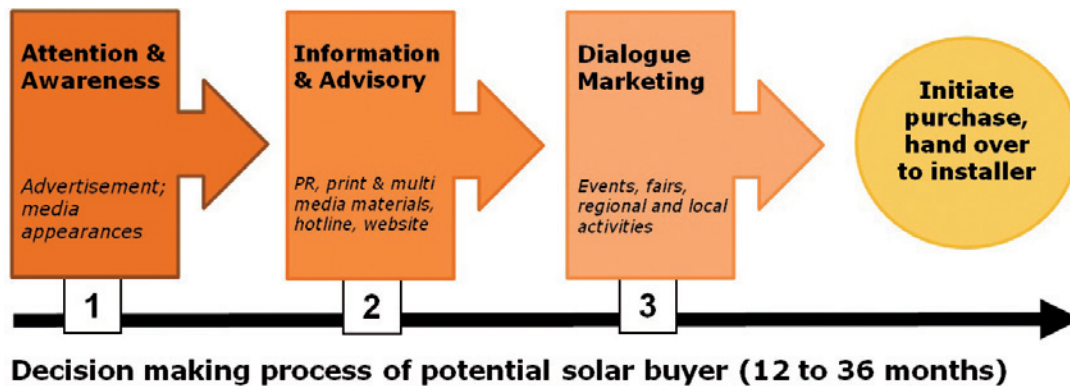 Attention &
Awareness
Advertisement;
media
appearances
Information
& Advisory
PR, print & multi
media materials,
hotline, website
Dialogue
Marketing
Events, fairs,
regional and local
activities
Initiate
purchase,
hand over
to installer
1
2
3
Decision making process of potential solar buyer (12 to 36 months)